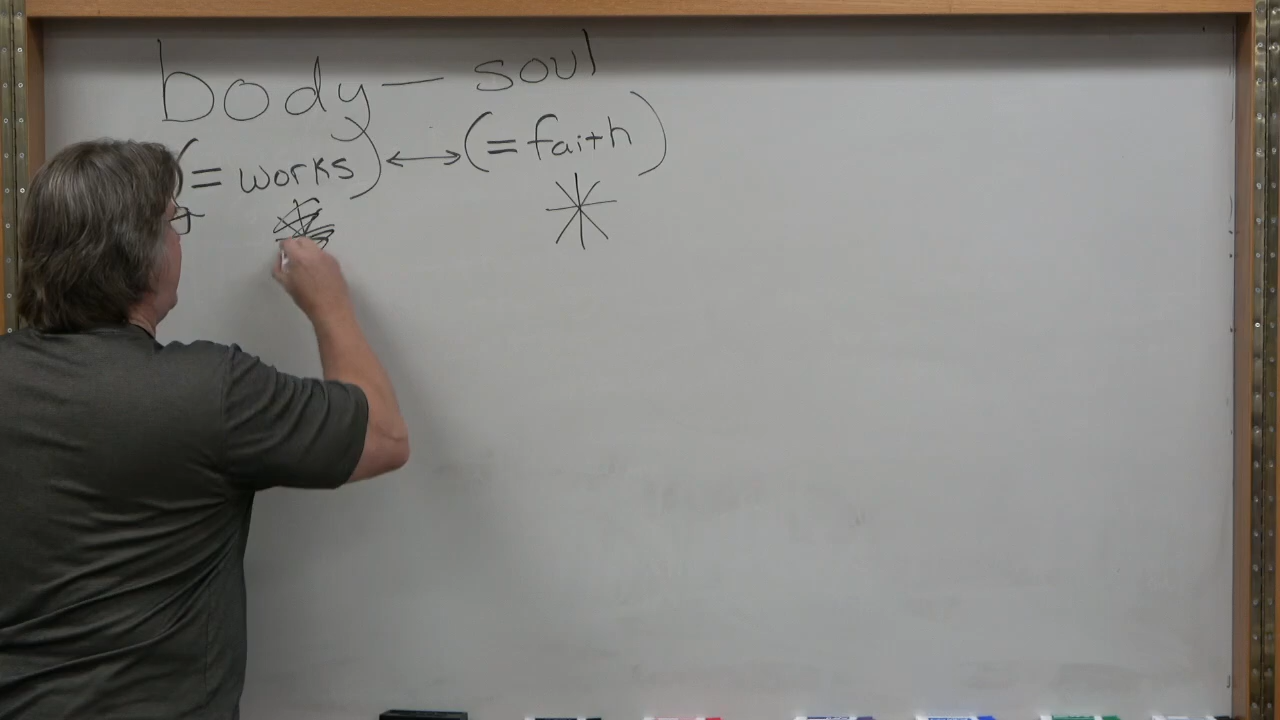 body — soul
(= works) ↔ (= faith)